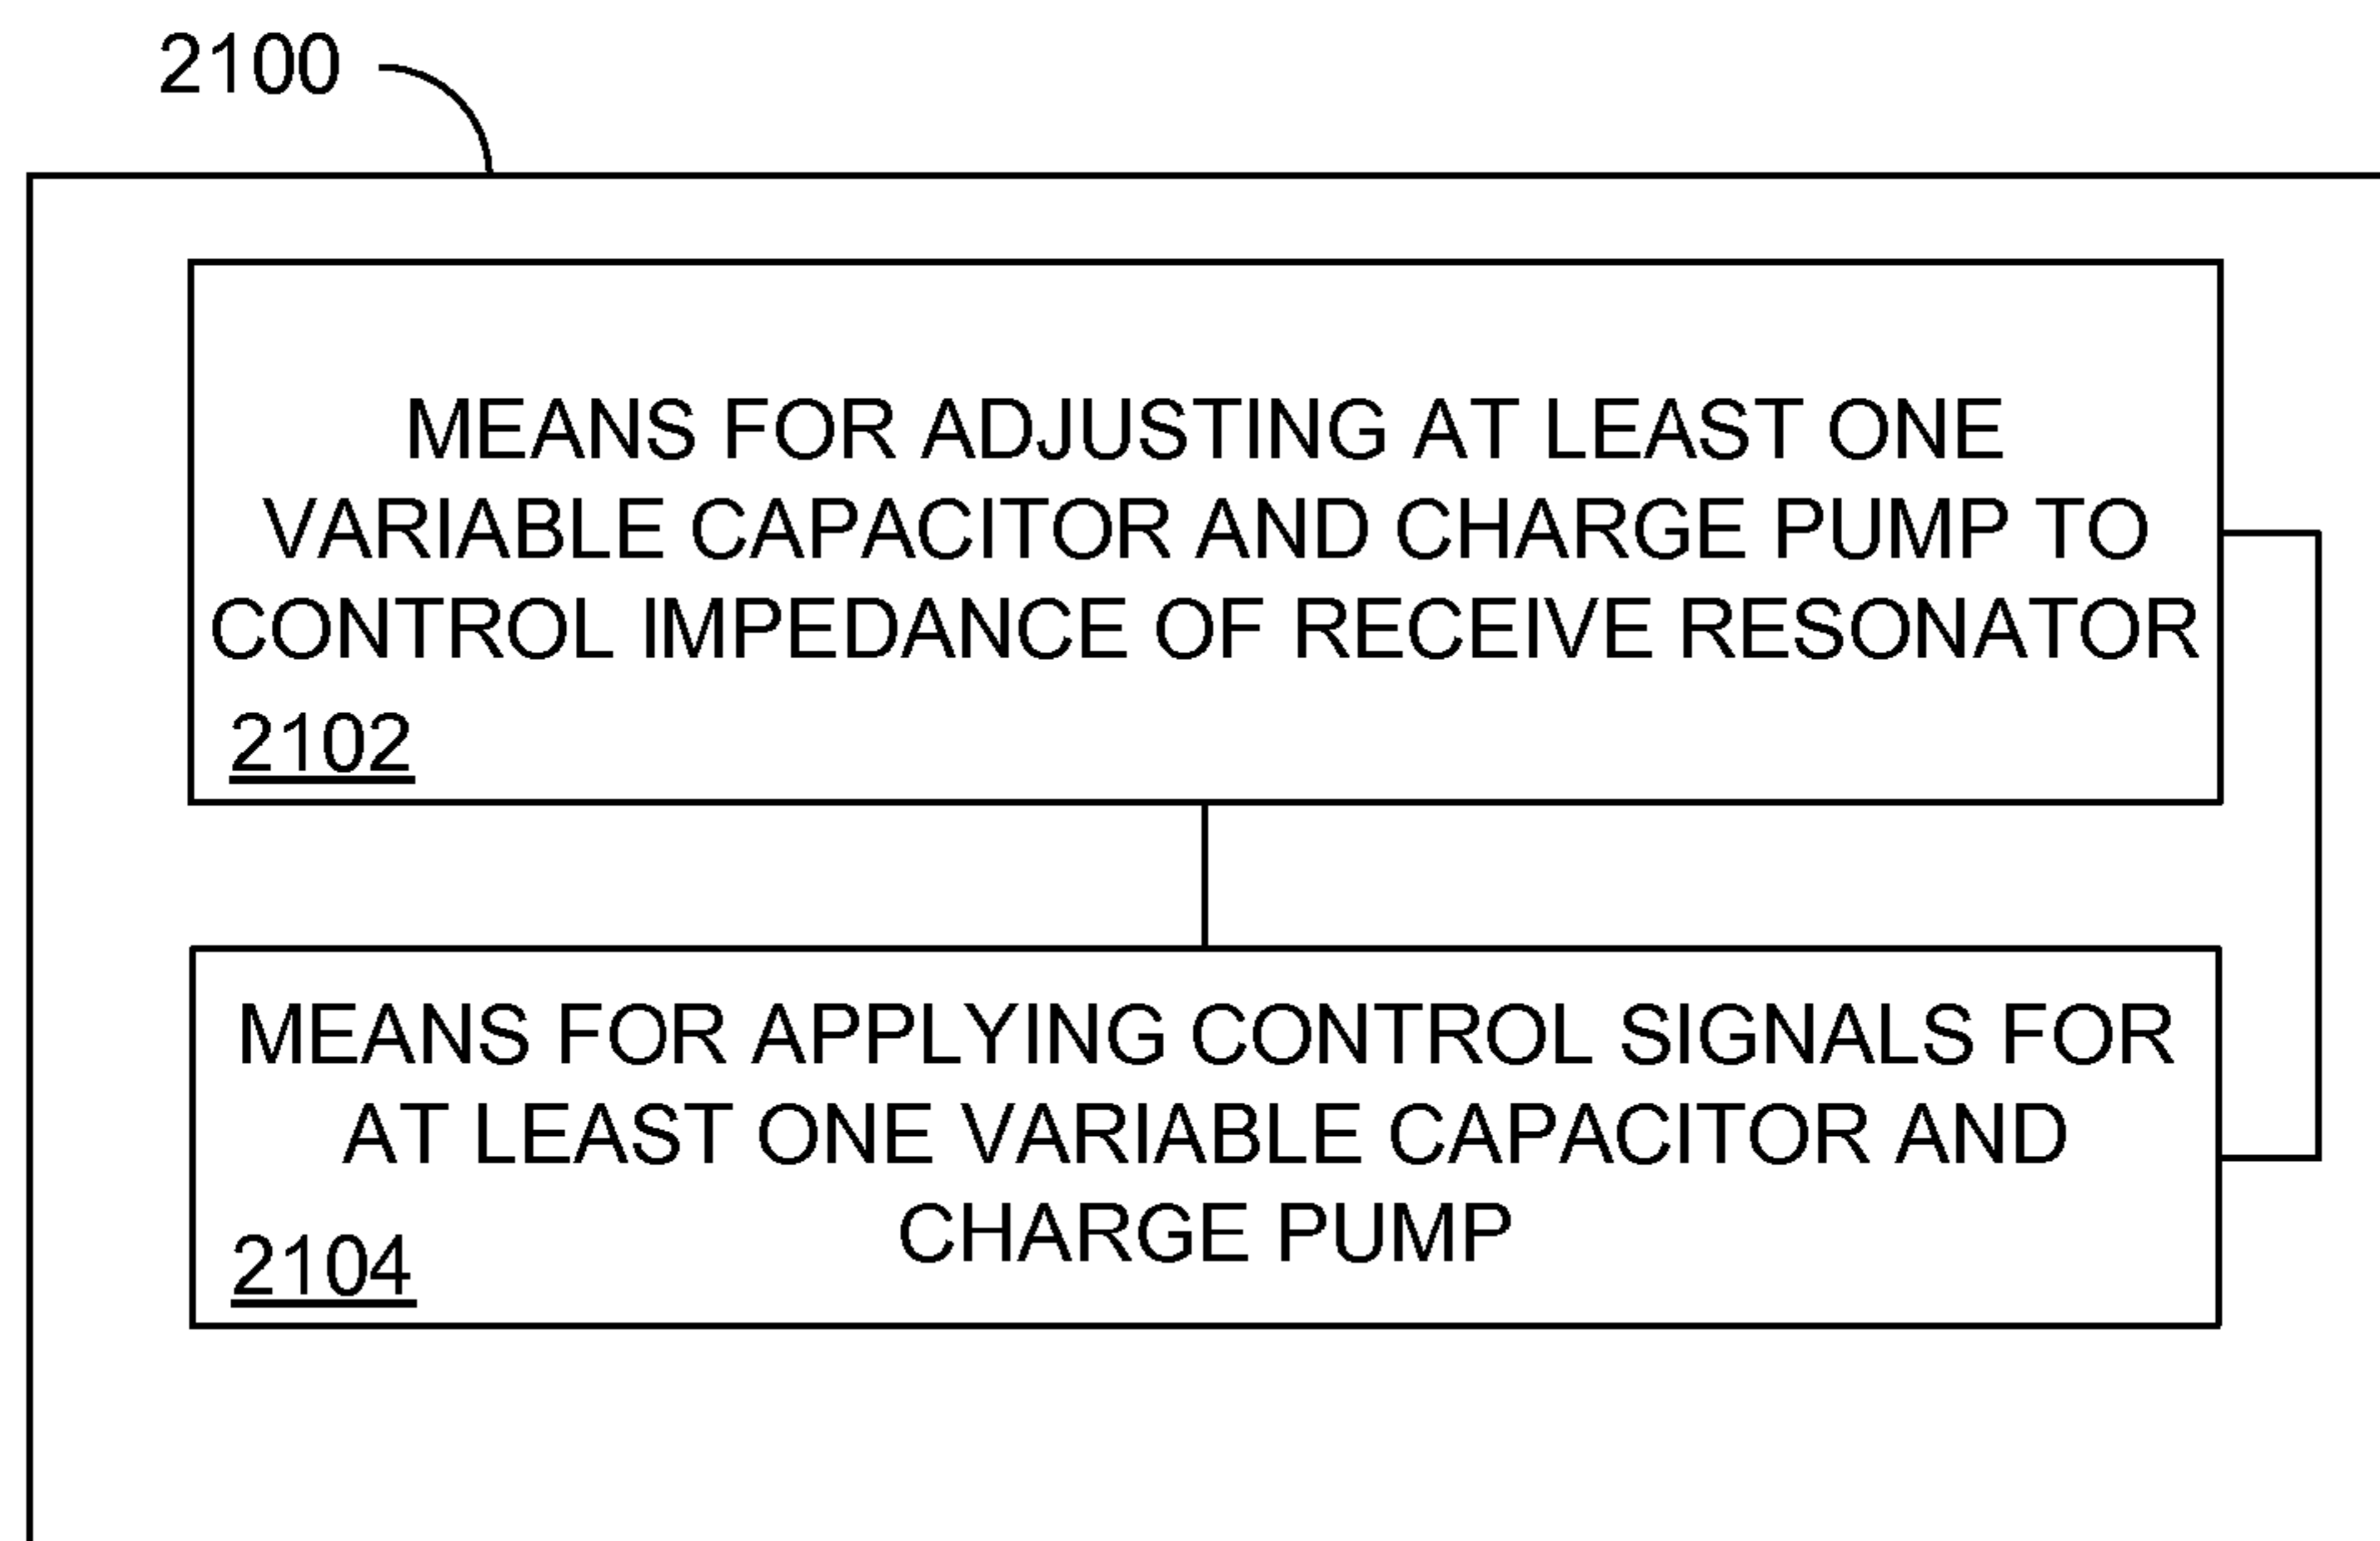 2100
MEANS FOR ADJUSTING AT LEAST ONE
VARIABLE CAPACITOR AND CHARGE PUMP TO
CONTROL IMPEDANCE OF RECEIVE RESONATOR
2102
MEANS FOR APPLYING CONTROL SIGNALS FOR
AT LEAST ONE VARIABLE CAPACITOR AND
CHARGE PUMP
2104